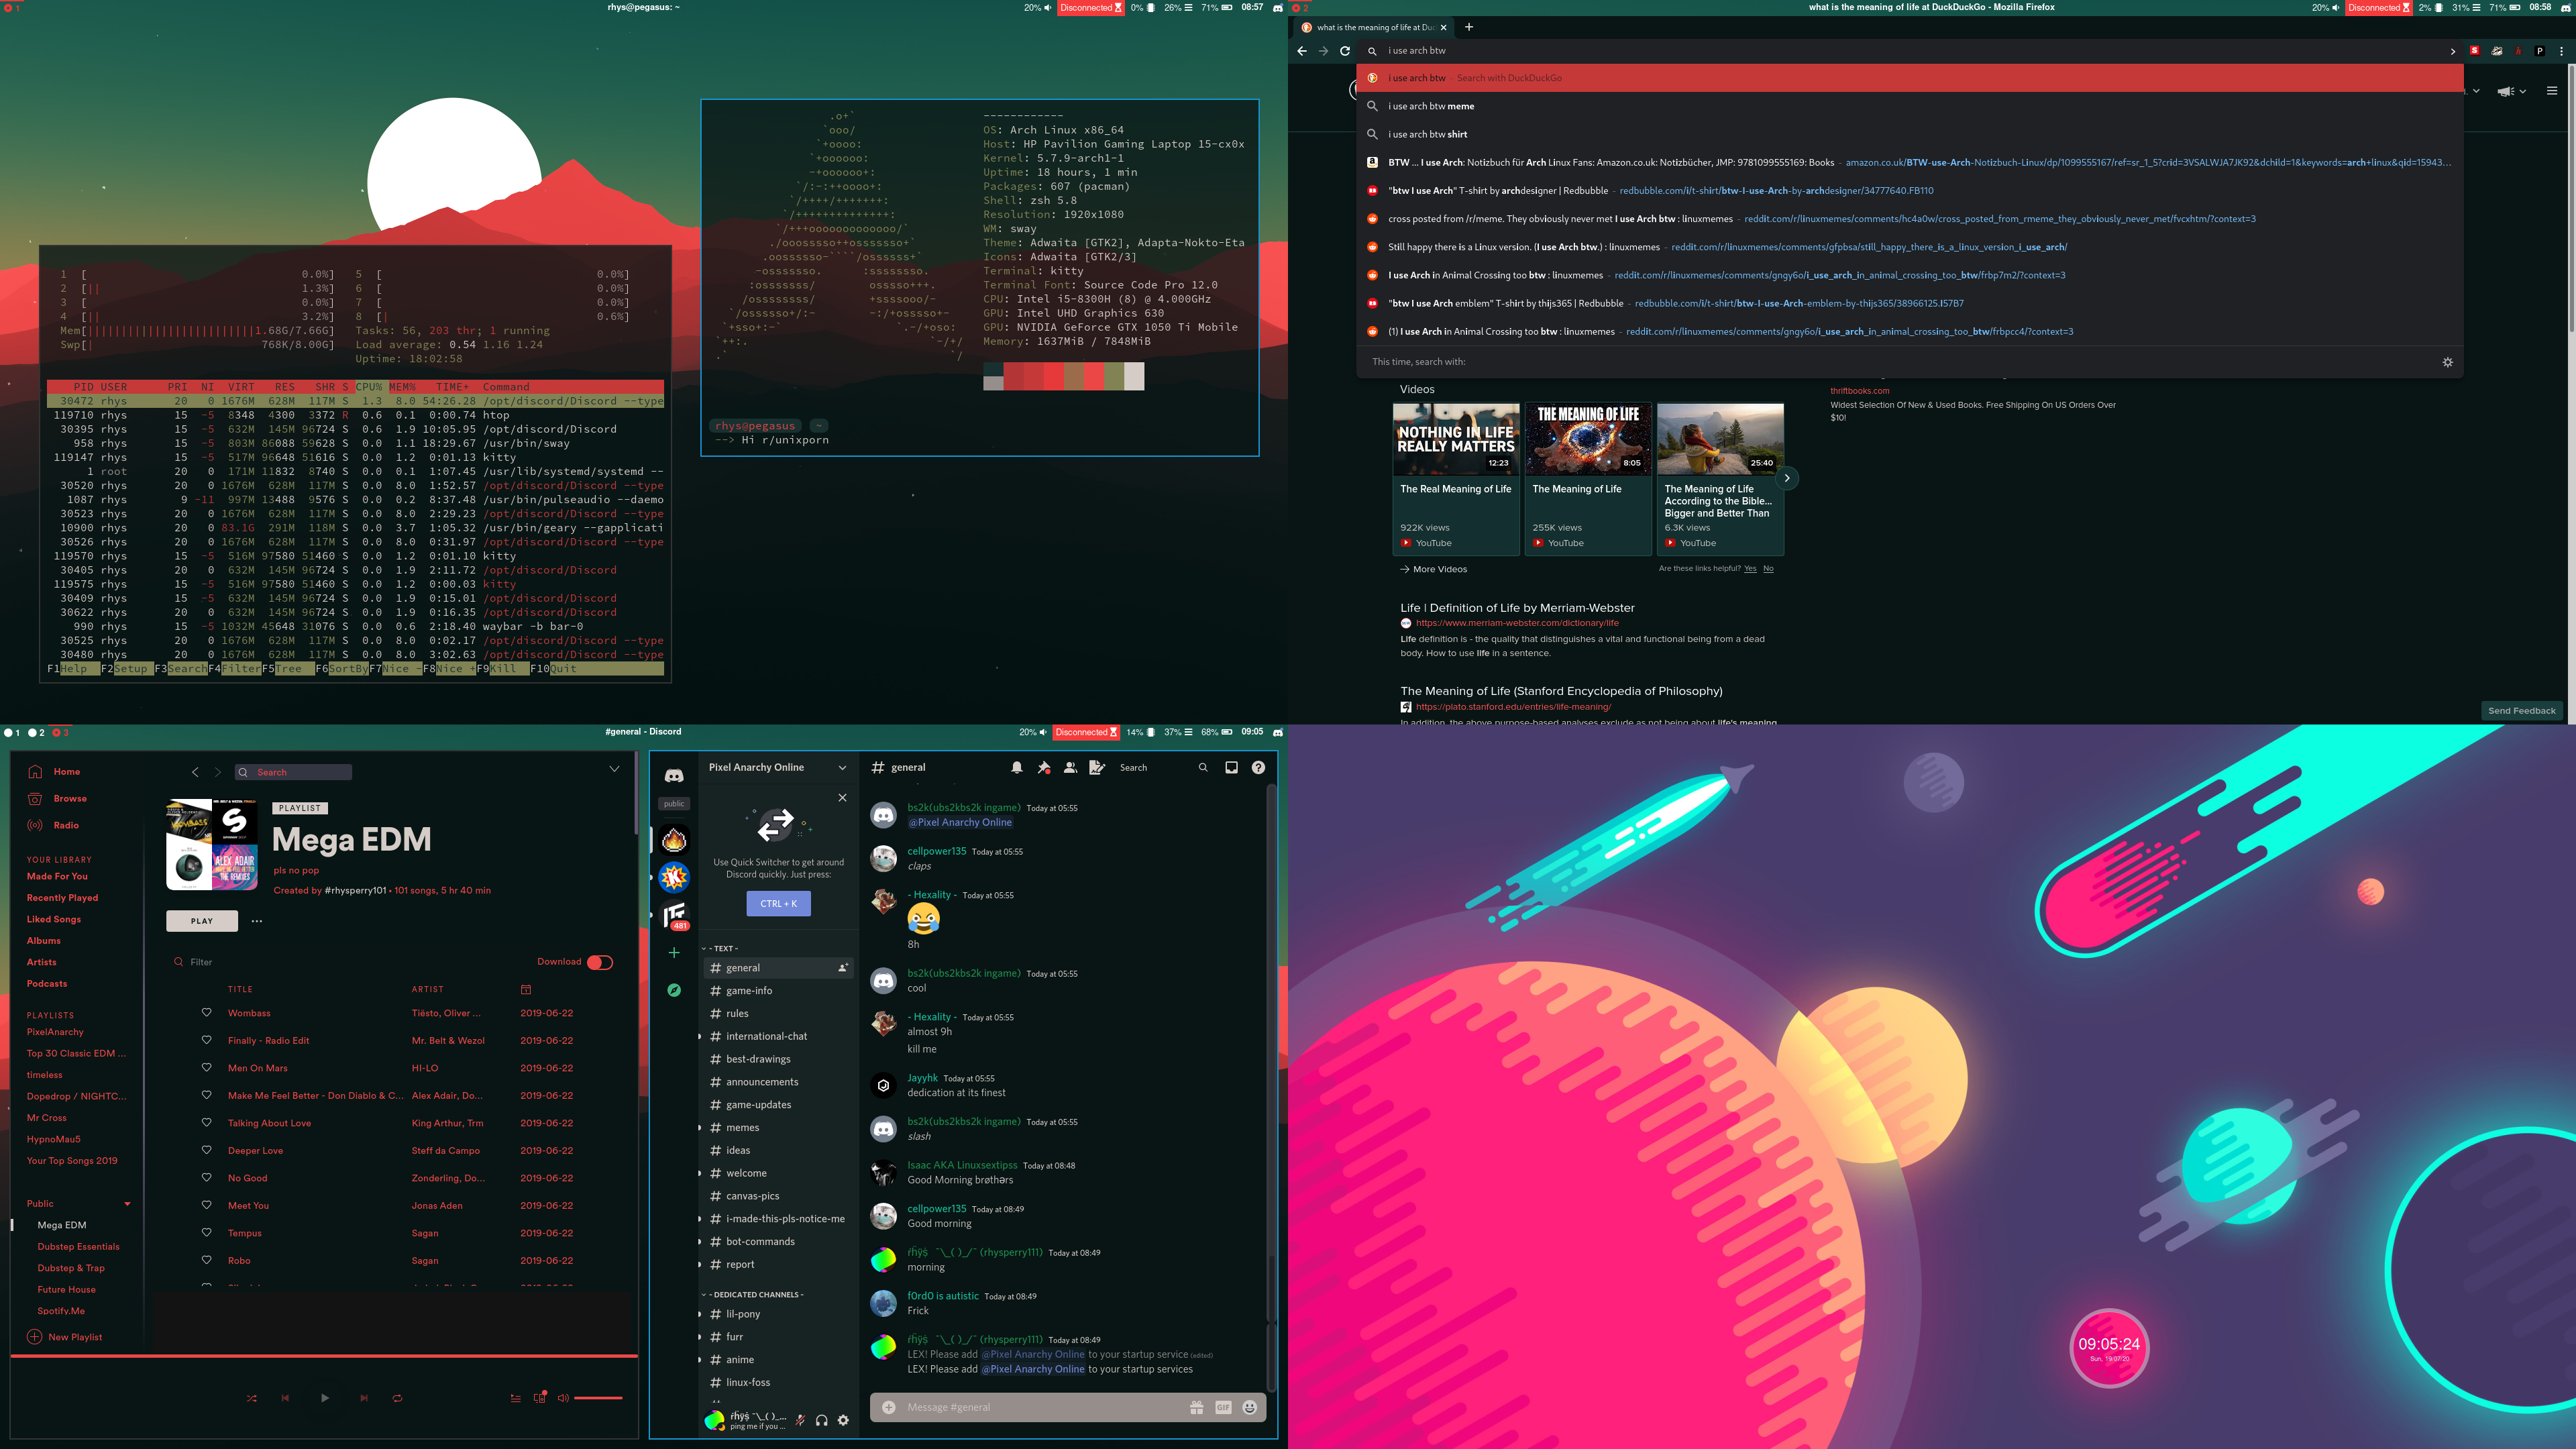 1
rhys@pegasus: ~
20% Disconnected 0% 26% 71% 08:57
1 [ 0.0%] 5 [ 0.0%]
2 [|| 1.3%] 6 [ 0.0%]
3 [ 0.0%] 7 [ 0.0%]
4 [|| 3.2%] 8 [| 0.6%]
Mem[||||||||||||||||||||||||1.68G/7.66G] Tasks: 56, 203 thr; 1 running
Swp[| 768K/8.00G] Load average: 0.54 1.16 1.24
Uptime: 18:02:58
PID USER PRI NI VIRT RES SHR S CPU% MEM% TIME+ Command
30472 rhys 20 0 1676M 628M 117M S 1.3 8.0 54:26.28 /opt/discord/Discord --type
119710 rhys 15 -5 8348 4300 3372 R 0.6 0.1 0:00.74 htop
30395 rhys 15 -5 632M 145M 96724 S 0.6 1.9 10:05.95 /opt/discord/Discord
958 rhys 15 -5 803M 86088 59628 S 0.0 1.1 18:29.67 /usr/bin/sway
119147 rhys 15 -5 517M 96648 51616 S 0.0 1.2 0:01.13 kitty
1 root 20 0 171M 11832 8740 S 0.0 0.1 1:07.45 /usr/lib/systemd/systemd --
30520 rhys 20 0 1676M 628M 117M S 0.0 8.0 1:52.57 /opt/discord/Discord --type
1087 rhys 9 -11 997M 13488 9576 S 0.0 0.2 8:37.48 /usr/bin/pulseaudio --daemo
30523 rhys 20 0 1676M 628M 117M S 0.0 8.0 2:29.23 /opt/discord/Discord --type
10900 rhys 20 0 83.1G 291M 118M S 0.0 3.7 1:05.32 /usr/bin/geary --gapplicati
30526 rhys 20 0 1676M 628M 117M S 0.0 8.0 0:31.97 /opt/discord/Discord --type
119570 rhys 15 -5 516M 97580 51460 S 0.0 1.2 0:01.10 kitty
30405 rhys 15 -5 632M 145M 96724 S 0.0 1.9 2:11.72 /opt/discord/Discord
119575 rhys 15 -5 516M 97580 51460 S 0.0 1.2 0:00.03 kitty
30409 rhys 15 -5 632M 145M 96724 S 0.0 1.9 0:15.01 /opt/discord/Discord
30622 rhys 20 0 632M 145M 96724 S 0.0 1.9 0:16.35 /opt/discord/Discord
990 rhys 15 -5 1032M 45648 31076 S 0.0 0.6 2:18.40 waybar -b bar-0
30525 rhys 20 0 1676M 628M 117M S 0.0 8.0 0:02.17 /opt/discord/Discord --type
30480 rhys 20 0 1676M 628M 117M S 0.0 8.0 3:02.63 /opt/discord/Discord --type
F1Help F2Setup F3SearchF4FilterF5Tree F6SortByF7Nice -F8Nice +F9Kill F10Quit
------------
OS: Arch Linux x86_64
Host: HP Pavilion Gaming Laptop 15-cx0x
Kernel: 5.7.9-arch1-1
Uptime: 18 hours, 1 min
Packages: 607 (pacman)
Shell: zsh 5.8
Resolution: 1920x1080
WM: sway
Theme: Adwaita [GTK2], Adapta-Nokto-Eta
Icons: Adwaita [GTK2/3]
Terminal: kitty
Terminal Font: Source Code Pro 12.0
CPU: Intel i5-8300H (8) @ 4.000GHz
GPU: Intel UHD Graphics 630
GPU: NVIDIA GeForce GTX 1050 Ti Mobile
Memory: 1637MiB / 7848MiB
rhys@pegasus ~
--> Hi r/unixporn
2
what is the meaning of life at DuckDuckGo - Mozilla Firefox
20% Disconnected 2% 31% 71% 08:58
what is the meaning of life at Duc
i use arch btw
i use arch btw - Search with DuckDuckGo
i use arch btw meme
i use arch btw shirt
BTW ... I use Arch: Notizbuch für Arch Linux Fans: Amazon.co.uk: Notizbücher, JMP: 9781099555169: Books - amazon.co.uk/BTW-use-Arch-Notizbuch-Linux/dp/1099555167/ref=sr_1_5?crid=3VSALWJA7JK92&dchild=1&keywords=arch+linux&qid=15943...
"btw I use Arch" T-shirt by archdesigner | Redbubble - redbubble.com/i/t-shirt/btw-I-use-Arch-by-archdesigner/34777640.FB110
cross posted from /r/meme. They obviously never met I use Arch btw : linuxmemes - reddit.com/r/linuxmemes/comments/hc4a0w/cross_posted_from_rmeme_they_obviously_never_met/fvcxhtm/?context=3
Still happy there is a Linux version. (I use Arch btw.) : linuxmemes - reddit.com/r/linuxmemes/comments/gfpbsa/still_happy_there_is_a_linux_version_i_use_arch/
I use Arch in Animal Crossing too btw : linuxmemes - reddit.com/r/linuxmemes/comments/gngy6o/i_use_arch_in_animal_crossing_too_btw/frbp7m2/?context=3
"btw I use Arch emblem" T-shirt by thijs365 | Redbubble - redbubble.com/i/t-shirt/btw-I-use-Arch-emblem-by-thijs365/38966125.I57B7
(1) I use Arch in Animal Crossing too btw : linuxmemes - reddit.com/r/linuxmemes/comments/gngy6o/i_use_arch_in_animal_crossing_too_btw/frbpcc4/?context=3
This time, search with:
Videos
NOTHING IN LIFE
REALLY MATTERS
12:23
THE MEANING OF LIFE
8:05
25:40
The Real Meaning of Life
922K views
YouTube
The Meaning of Life
255K views
YouTube
The Meaning of Life
According to the Bible...
Bigger and Better Than
6.3K views
YouTube
More Videos
Are these links helpful? Yes No
thriftbooks.com
Widest Selection Of New & Used Books. Free Shipping On US Orders Over
$10!
Life | Definition of Life by Merriam-Webster
https://www.merriam-webster.com/dictionary/life
Life definition is - the quality that distinguishes a vital and functional being from a dead
body. How to use life in a sentence.
The Meaning of Life (Stanford Encyclopedia of Philosophy)
https://plato.stanford.edu/entries/life-meaning/
In addition, the above purpose-based analyses exclude as not being about life's meaning
Send Feedback
1 2 3
#general - Discord
20% Disconnected 14% 37% 68% 09:05
Home
Browse
Radio
YOUR LIBRARY
Made For You
Recently Played
Liked Songs
Albums
Artists
Podcasts
PLAYLISTS
PixelAnarchy
Top 30 Classic EDM ...
timeless
Dopedrop / NIGHTC...
Mr Cross
HypnoMau5
Your Top Songs 2019
Public
Mega EDM
Dubstep Essentials
Dubstep & Trap
Future House
Spotify.Me
New Playlist
Search
WOMBASS
ALEX ADAIR
THE REMIXES
PLAYLIST
Mega EDM
pls no pop
Created by #rhysperry101 • 101 songs, 5 hr 40 min
PLAY
Filter
Download
TITLE ARTIST
Wombass Tiësto, Oliver ... 2019-06-22
Finally - Radio Edit Mr. Belt & Wezol 2019-06-22
Men On Mars HI-LO 2019-06-22
Make Me Feel Better - Don Diablo & C... Alex Adair, Do... 2019-06-22
Talking About Love King Arthur, Trm 2019-06-22
Deeper Love Steff da Campo 2019-06-22
No Good Zonderling, Do... 2019-06-22
Meet You Jonas Aden 2019-06-22
Tempus Sagan 2019-06-22
Robo Sagan 2019-06-22
public
481
Pixel Anarchy Online
Use Quick Switcher to get around
Discord quickly. Just press:
CTRL + K
- TEXT -
general
game-info
rules
international-chat
best-drawings
announcements
game-updates
memes
ideas
welcome
canvas-pics
i-made-this-pls-notice-me
bot-commands
report
- DEDICATED CHANNELS -
lil-pony
furr
anime
linux-foss
ping me if you ...
general
Search
bs2k(ubs2kbs2k ingame) Today at 05:55
@Pixel Anarchy Online
cellpower135 Today at 05:55
claps
- Hexality - Today at 05:55
8h
bs2k(ubs2kbs2k ingame) Today at 05:55
cool
- Hexality - Today at 05:55
almost 9h
kill me
Jayyhk Today at 05:55
dedication at its finest
bs2k(ubs2kbs2k ingame) Today at 05:55
slash
Isaac AKA Linuxsextipss Today at 08:48
Good Morning brøthərs
cellpower135 Today at 08:49
Good morning
¯\_( )_/¯ (rhysperry111) Today at 08:49
morning
f0rd0 is autistic Today at 08:49
Frick
¯\_( )_/¯ (rhysperry111) Today at 08:49
LEX! Please add @Pixel Anarchy Online to your startup service (edited)
LEX! Please add @Pixel Anarchy Online to your startup services
Message #general
GIF
09:05:24
Sun, 19/07/20